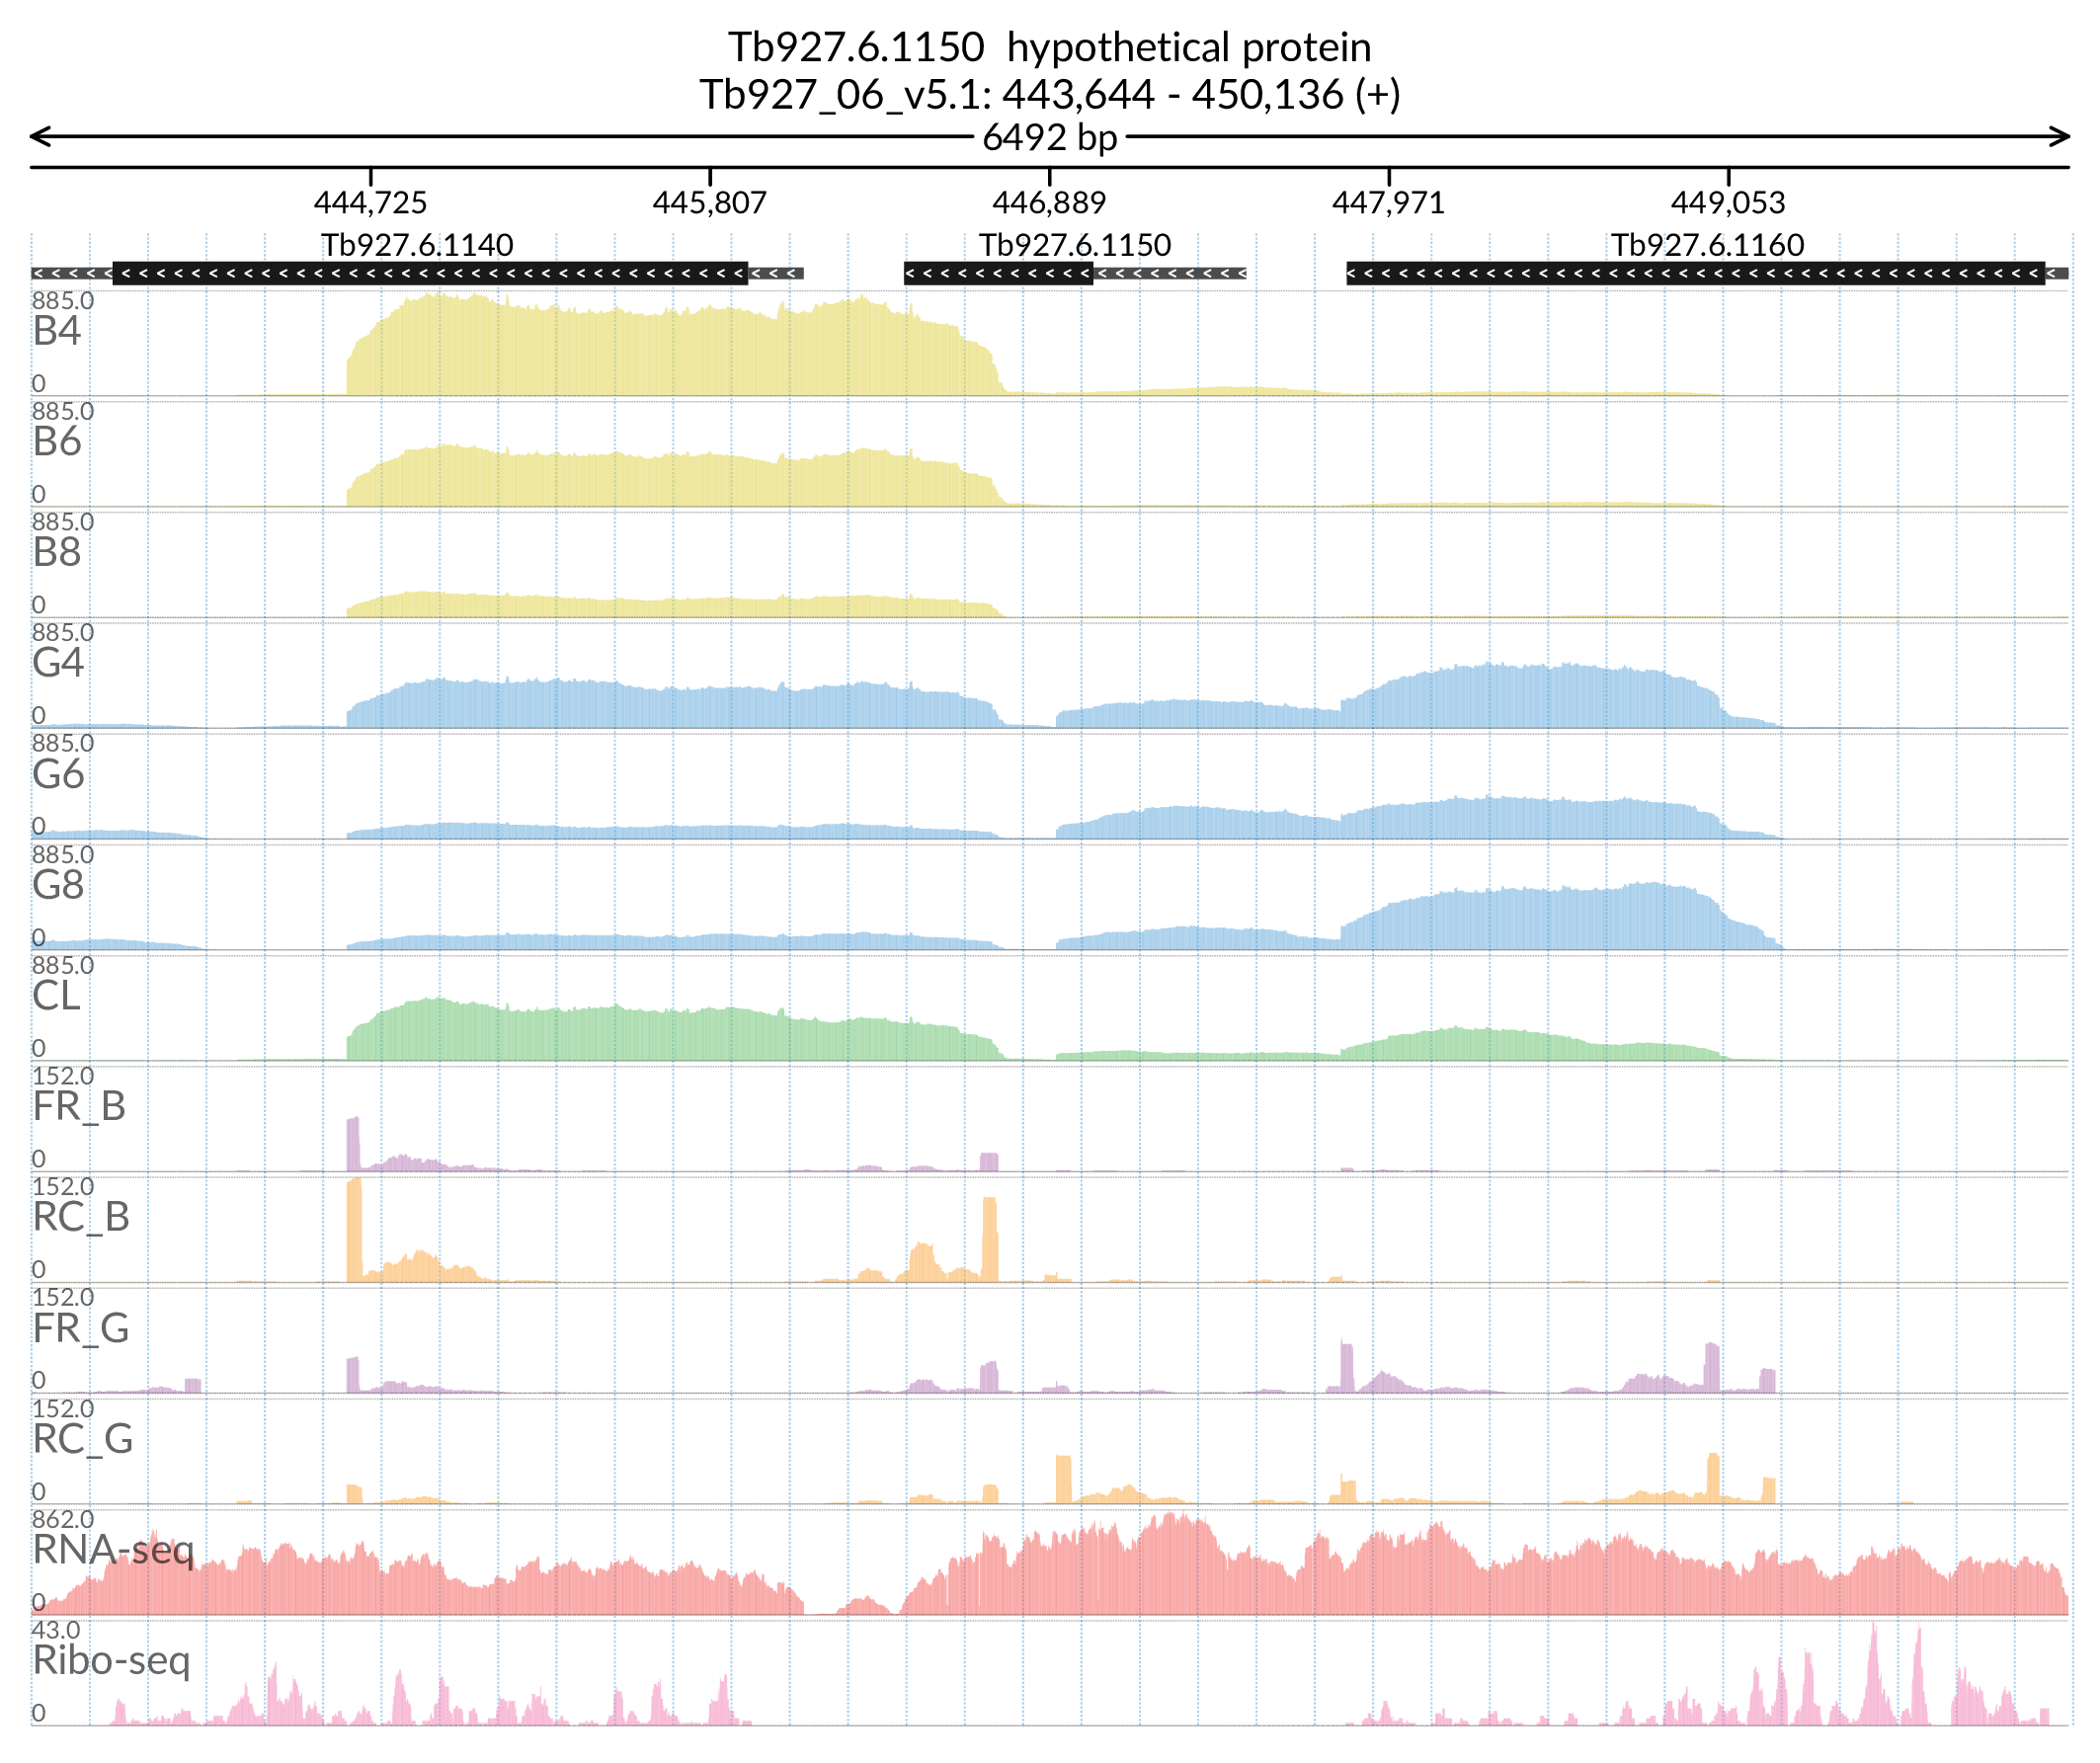 Tb927.6.1150 hypothetical protein
Tb927_06_v5.1: 443,644 - 450,136 (+)
6492 bp
444,725 445,807 446,889 447,971 449,053
Tb927.6.1140 Tb927.6.1150 Tb927.6.1160
885.0
B4
0
885.0
B6
0
885.0
B8
0
885.0
G4
0
885.0
G6
0
885.0
G8
0
885.0
CL
0
152.0
FR_B
0
152.0
RC_B
0
152.0
FR_G
0
152.0
RC_G
0
862.0
RNA-seq
0
43.0
Ribo-seq
0